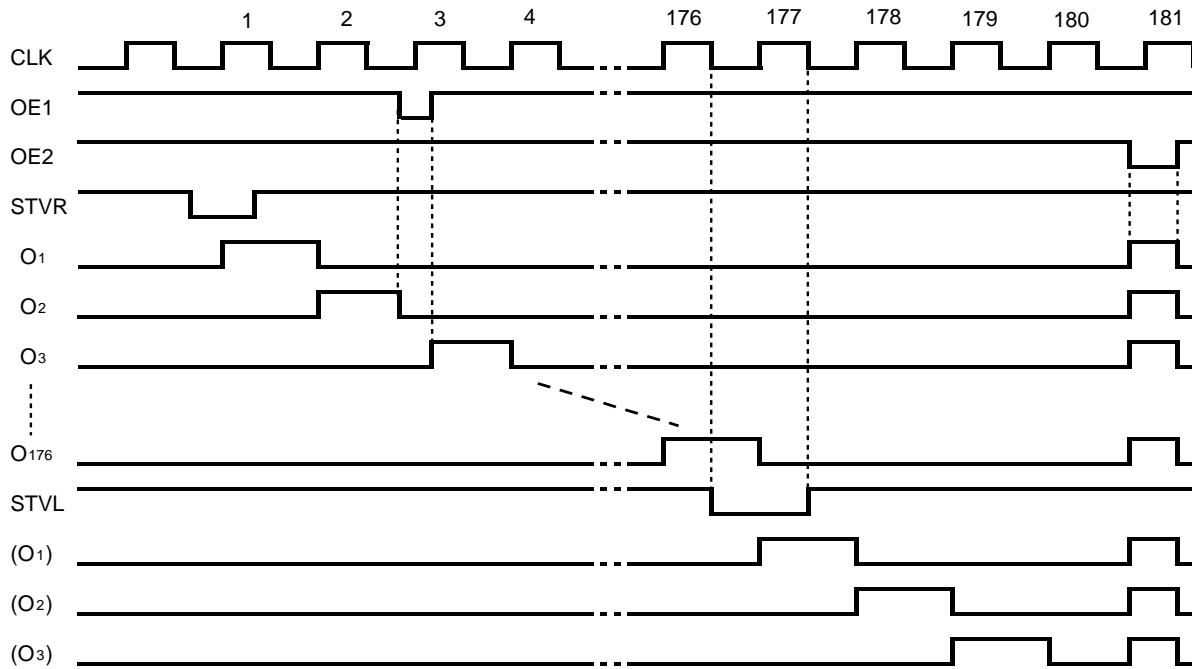 1 2 3 4 176 177 178 179 180 181
CLK
OE1
OE2
STVR
O1
O2
O3
O176
STVL
(O1)
(O2)
(O3)